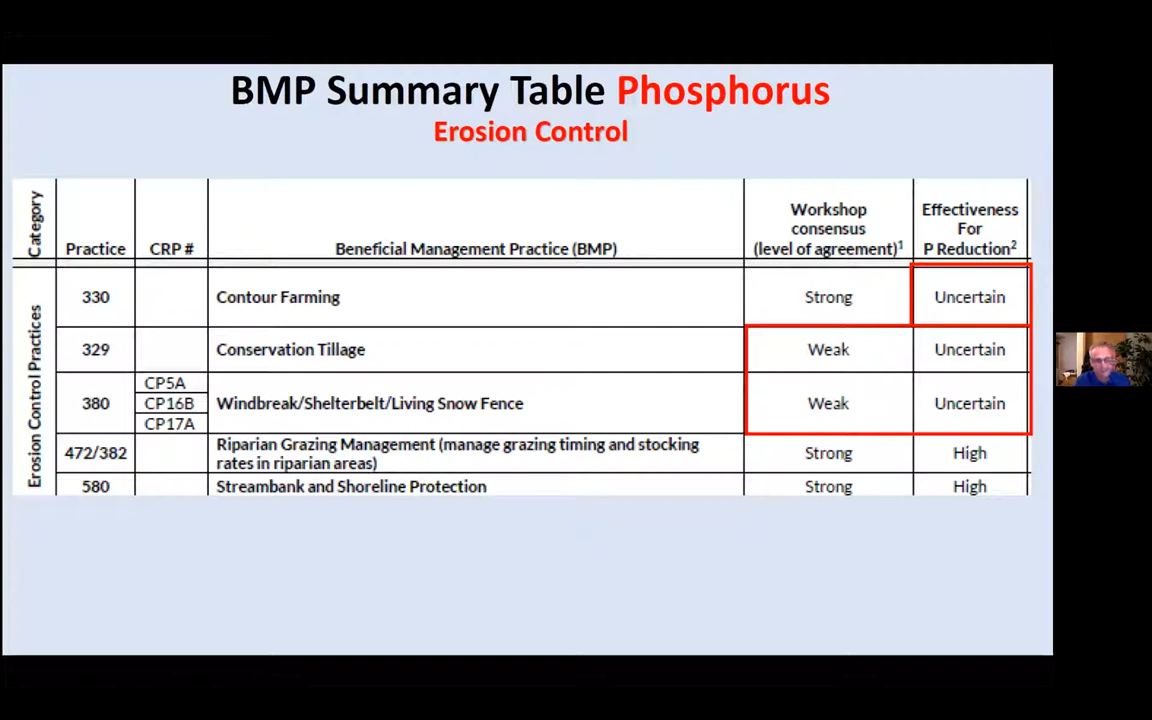 BMP Summary Table Phosphorus
Erosion Control
Category
Practice
CRP #
Beneficial Management Practice (BMP)
Workshop
consensus
(level of agreement)¹
Effectiveness
For
P Reduction²
Erosion Control Practices
330
Contour Farming
Strong
Uncertain
329
Conservation Tillage
Weak
Uncertain
380
CP5A
CP16B
CP17A
Windbreak/Shelterbelt/Living Snow Fence
Weak
Uncertain
472/382
Riparian Grazing Management (manage grazing timing and stocking
rates in riparian areas)
Strong
High
580
Streambank and Shoreline Protection
Strong
High